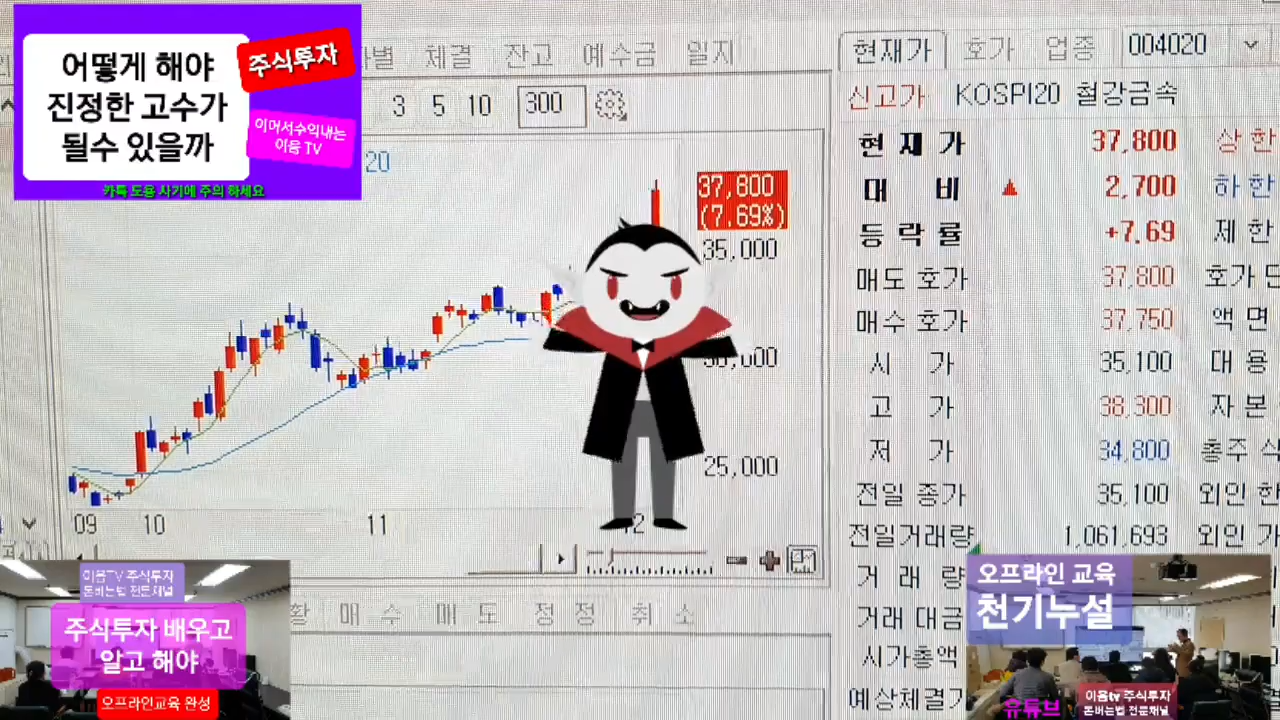 어떻게 해야
진정한 고수가
될수 있을까
주식투자
이어서수익내는
이음 TV
카톡 도용 사기에 주의 하세요
체결 잔고 예수금 일지
3 5 10 300
20
37,800
(7.69%)
35,000
25,000
09 10 11
현재가 호가 업종 004020
신고가 KOSPI20 철강금속
현재가 37,800 상한
대비 ▲ 2,700 하한
등락률 +7.69 제한
매도호가 37,800 호가
매수호가 37,750 액면
시가 35,100 대용
고가 38,300 자본
저가 34,800 총주식
전일종가 35,100 외인한
전일거래량 1,061,693 외인
거래량
거래대금
시가총액
예상체결가
매수 매도 정정 취소
이음TV 주식투자
돈버는법 전문채널
주식투자 배우고
알고 해야
오프라인교육 완성
오프라인 교육
천기누설
이음tv 주식투자
돈버는법 전문채널
유튜브